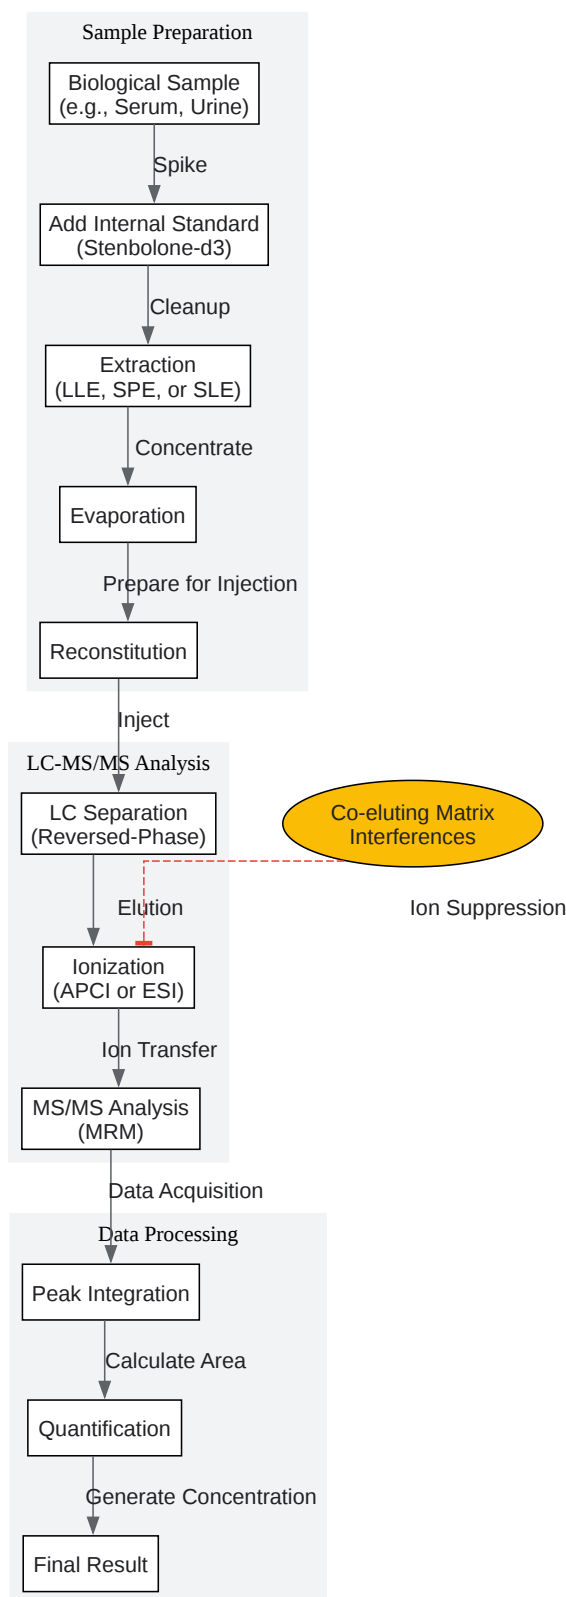 Sample Preparation
Biological Sample
(e.g., Serum, Urine)
Spike
Add Internal Standard
(Stenbolone-d3)
Cleanup
Extraction
(LLE, SPE, or SLE)
Concentrate
Evaporation
Prepare for Injection
Reconstitution
Inject
LC-MS/MS Analysis
LC Separation
(Reversed-Phase)
Co-eluting Matrix
Interferences
Elution
Ion Suppression
Ionization
(APCI or ESI)
Ion Transfer
MS/MS Analysis
(MRM)
Data Acquisition
Data Processing
Peak Integration
Calculate Area
Quantification
Generate Concentration
Final Result